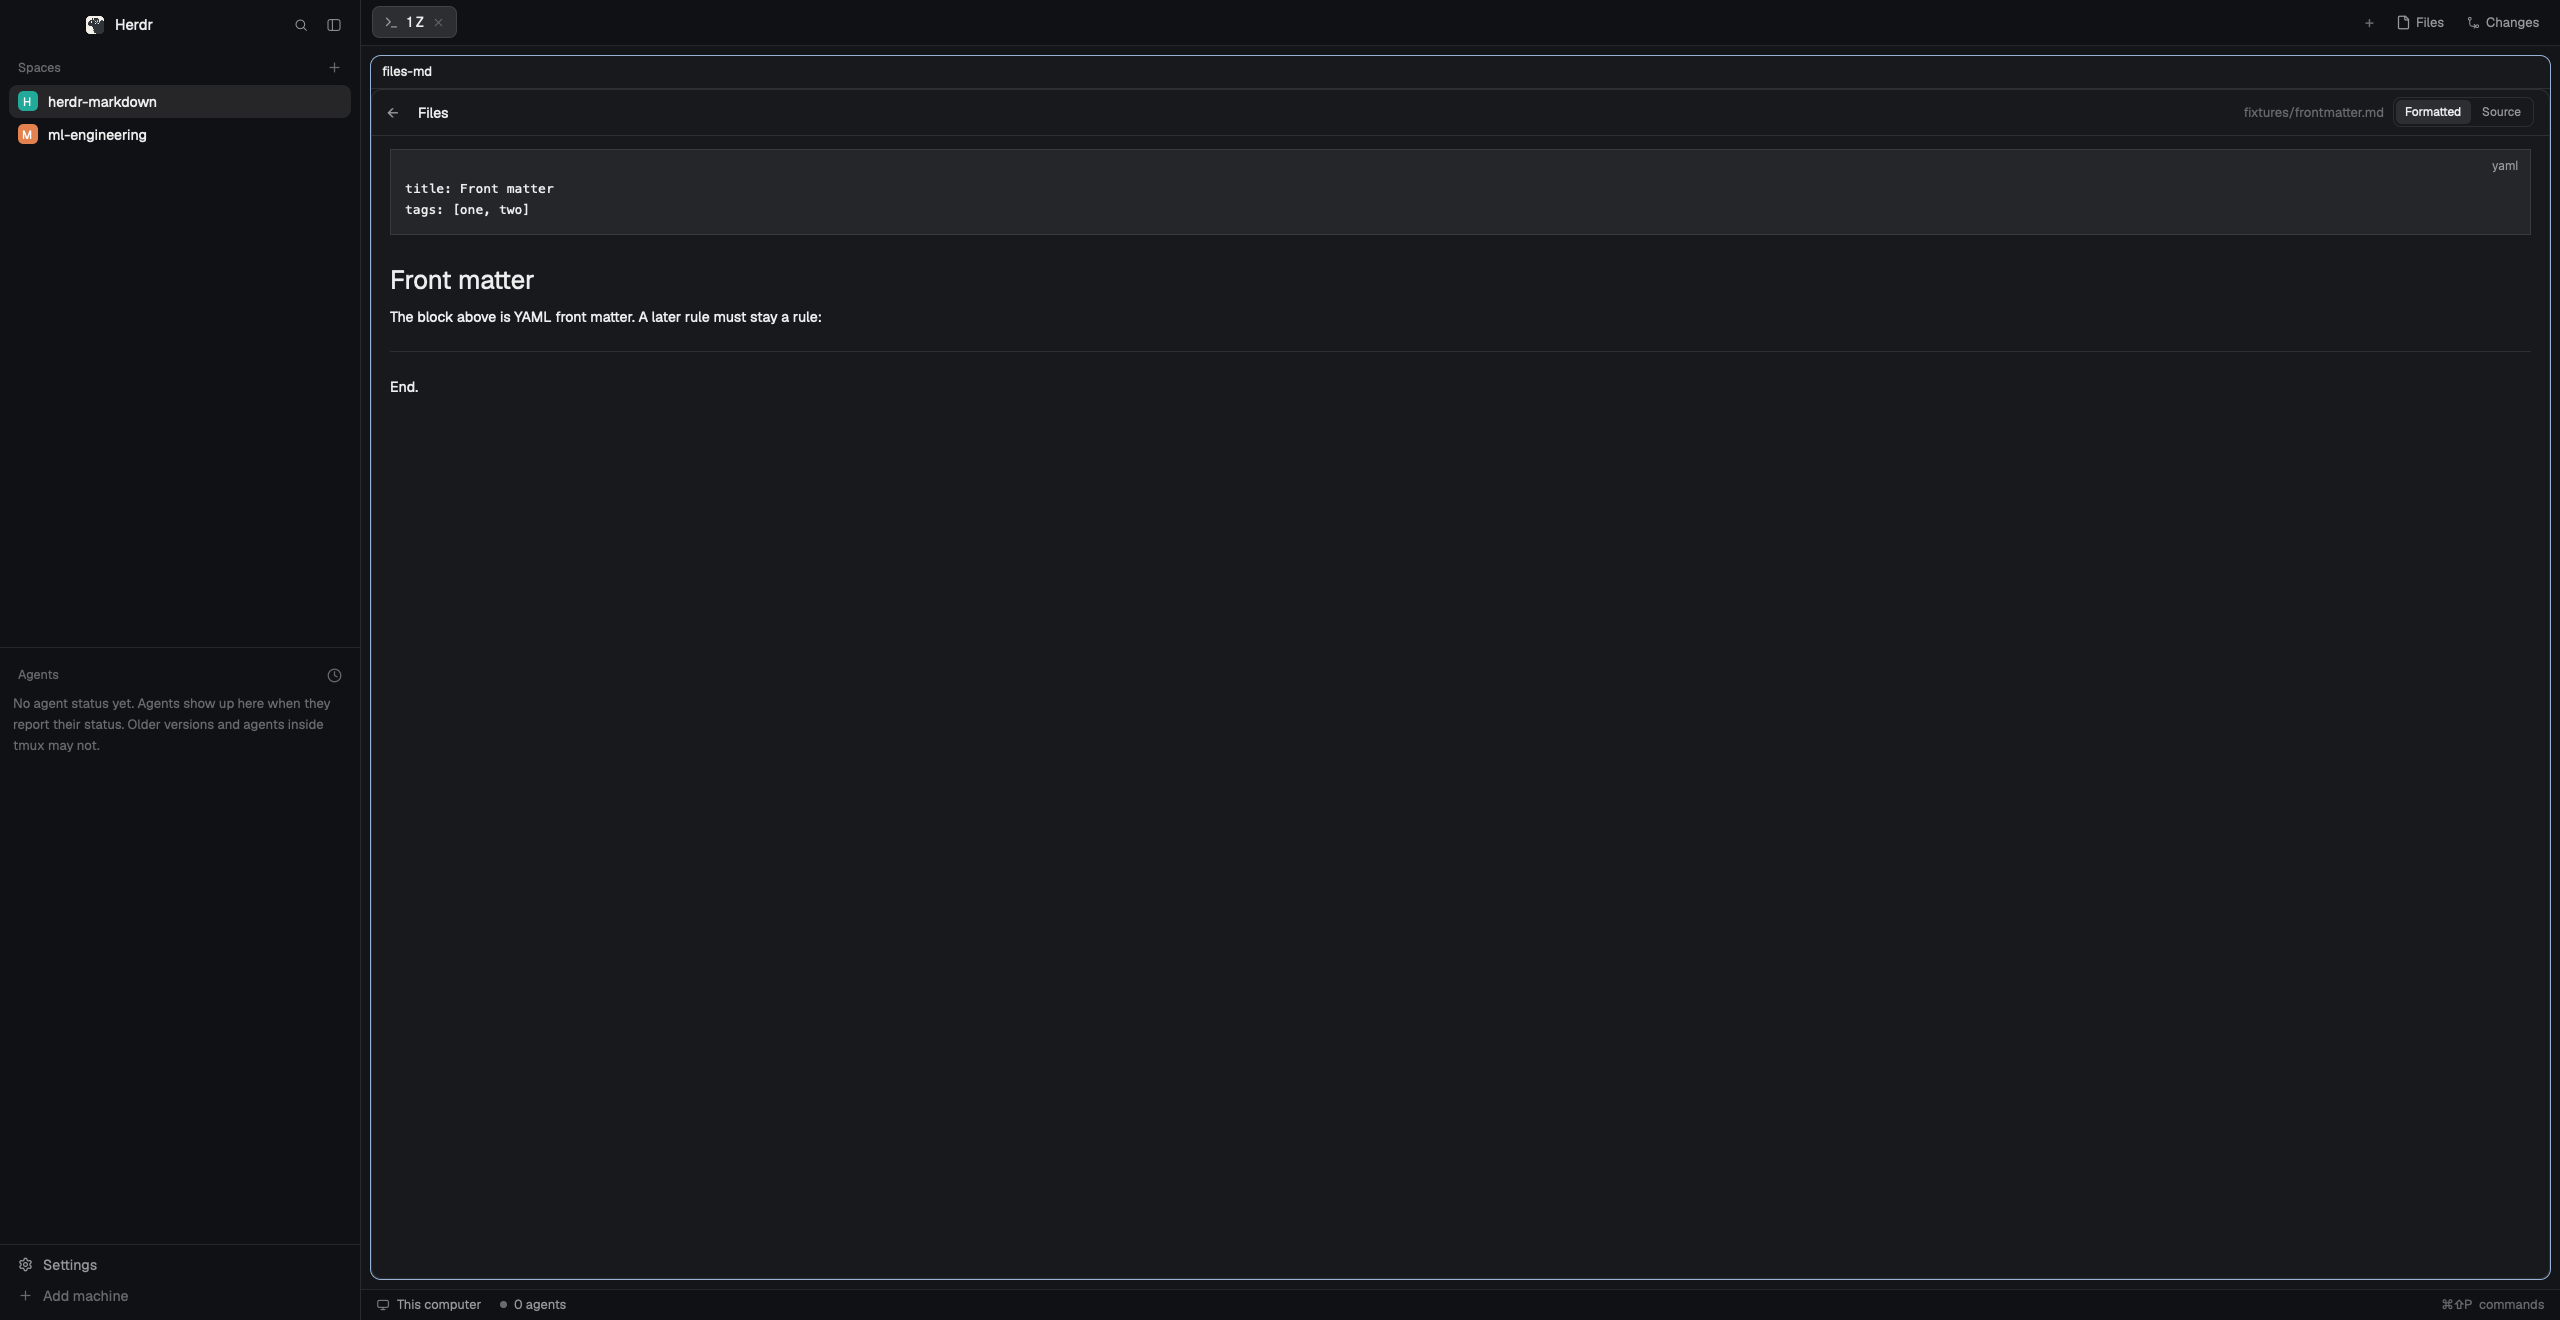 Herdr
Spaces
H herdr-markdown
M ml-engineering
Agents
No agent status yet. Agents show up here when they
report their status. Older versions and agents inside
tmux may not.
Settings
Add machine
>_ 1 Z
Files
Changes
files-md
Files
fixtures/frontmatter.md
Formatted
Source
yaml
title: Front matter
tags: [one, two]
Front matter
The block above is YAML front matter. A later rule must stay a rule:
End.
This computer
0 agents
⌘⇧P commands